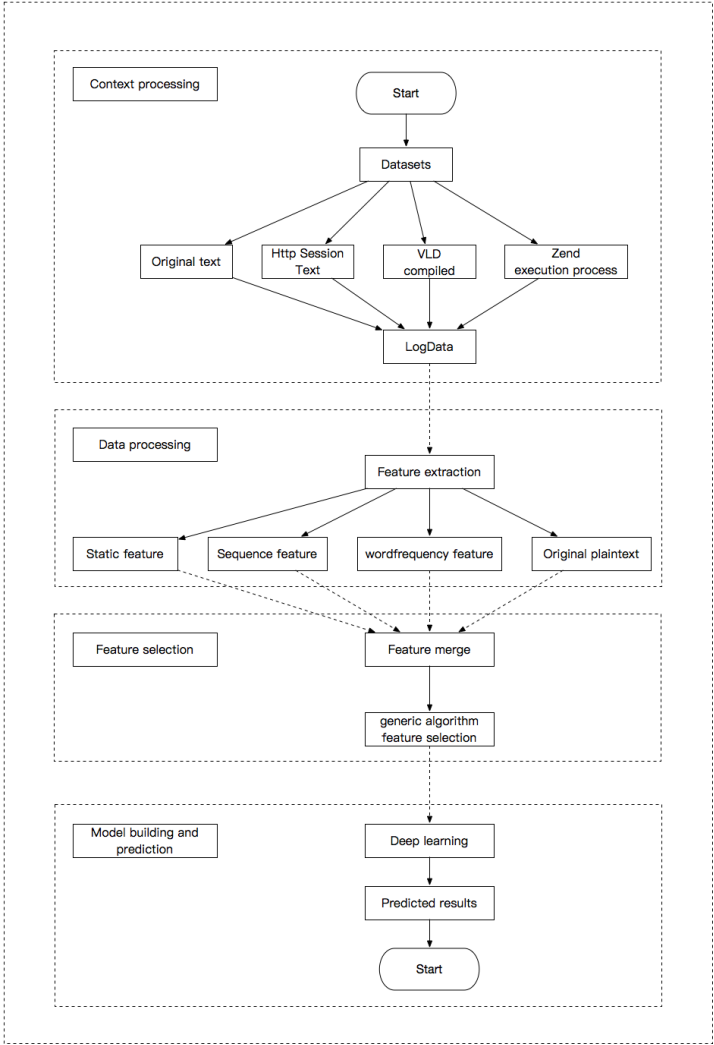 Context processing
Start
Datasets
Original text
Http Session
Text
VLD
compiled
Zend
execution process
LogData
Data processing
Feature extraction
Static feature
Sequence feature
wordfrequency feature
Original plaintext
Feature selection
Feature merge
generic algorithm
feature selection
Model building and
prediction
Deep learning
Predicted results
Start